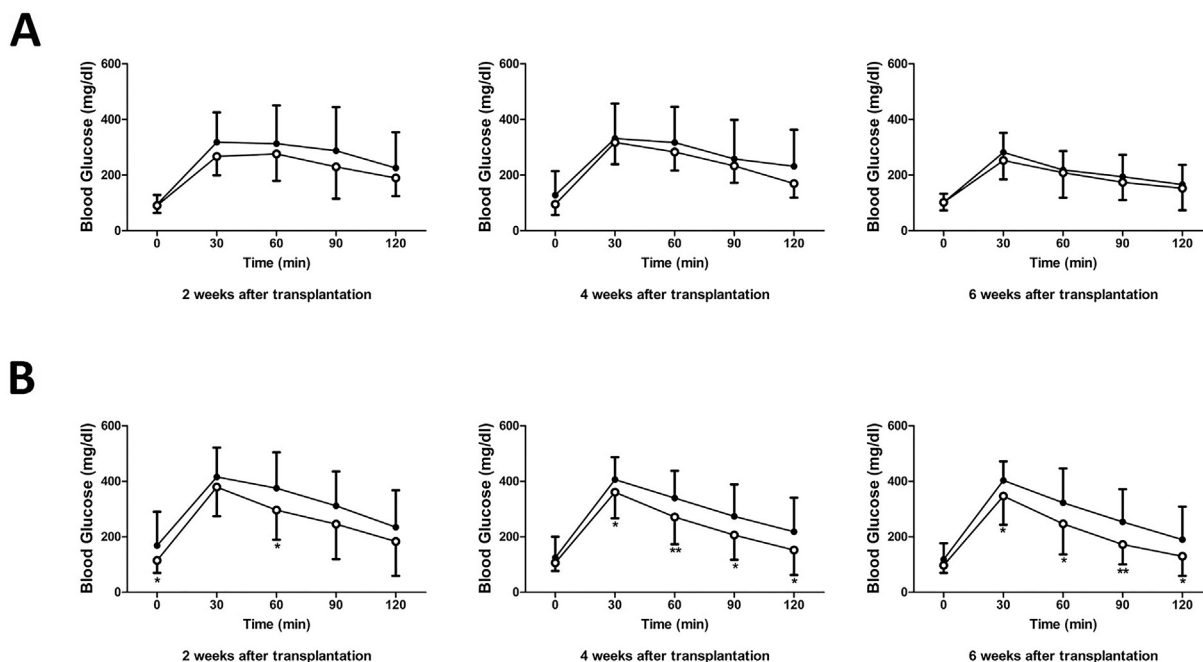 A
600
400
200
0
Blood Glucose (mg/dl)
0 30 60 90 120
Time (min)
2 weeks after transplantation
600
400
200
0
Blood Glucose (mg/dl)
0 30 60 90 120
Time (min)
4 weeks after transplantation
600
400
200
0
Blood Glucose (mg/dl)
0 30 60 90 120
Time (min)
6 weeks after transplantation
B
600
400
200
0
Blood Glucose (mg/dl)
*
*
0 30 60 90 120
Time (min)
2 weeks after transplantation
600
400
200
0
Blood Glucose (mg/dl)
*
**
*
*
0 30 60 90 120
Time (min)
4 weeks after transplantation
600
400
200
0
Blood Glucose (mg/dl)
*
*
**
*
0 30 60 90 120
Time (min)
6 weeks after transplantation